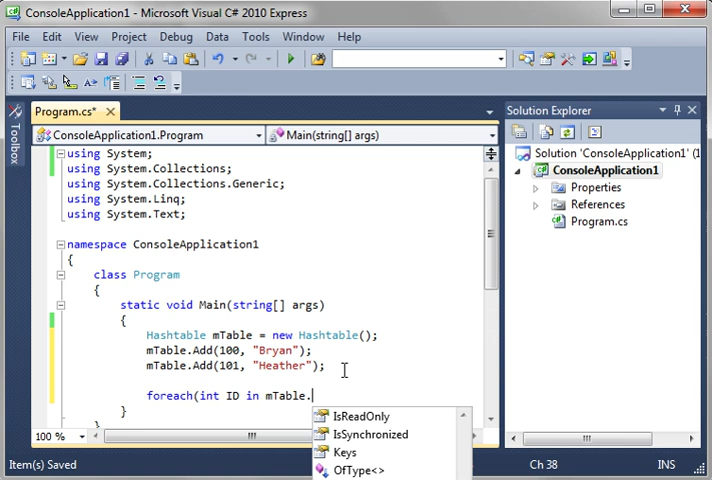 ConsoleApplication1 - Microsoft Visual C# 2010 Express
File Edit View Project Debug Data Tools Window Help
Program.cs* Solution Explorer
ConsoleApplication1.Program Main(string[] args)
Toolbox
using System;
using System.Collections;
using System.Collections.Generic;
using System.Linq;
using System.Text;
namespace ConsoleApplication1
{
class Program
{
static void Main(string[] args)
{
Hashtable mTable = new Hashtable();
mTable.Add(100, "Bryan");
mTable.Add(101, "Heather");
foreach(int ID in mTable.
}
}
IsReadOnly
IsSynchronized
Keys
OfType<>
Solution 'ConsoleApplication1' (1
ConsoleApplication1
Properties
References
Program.cs
100 %
Item(s) Saved Ch 38 INS